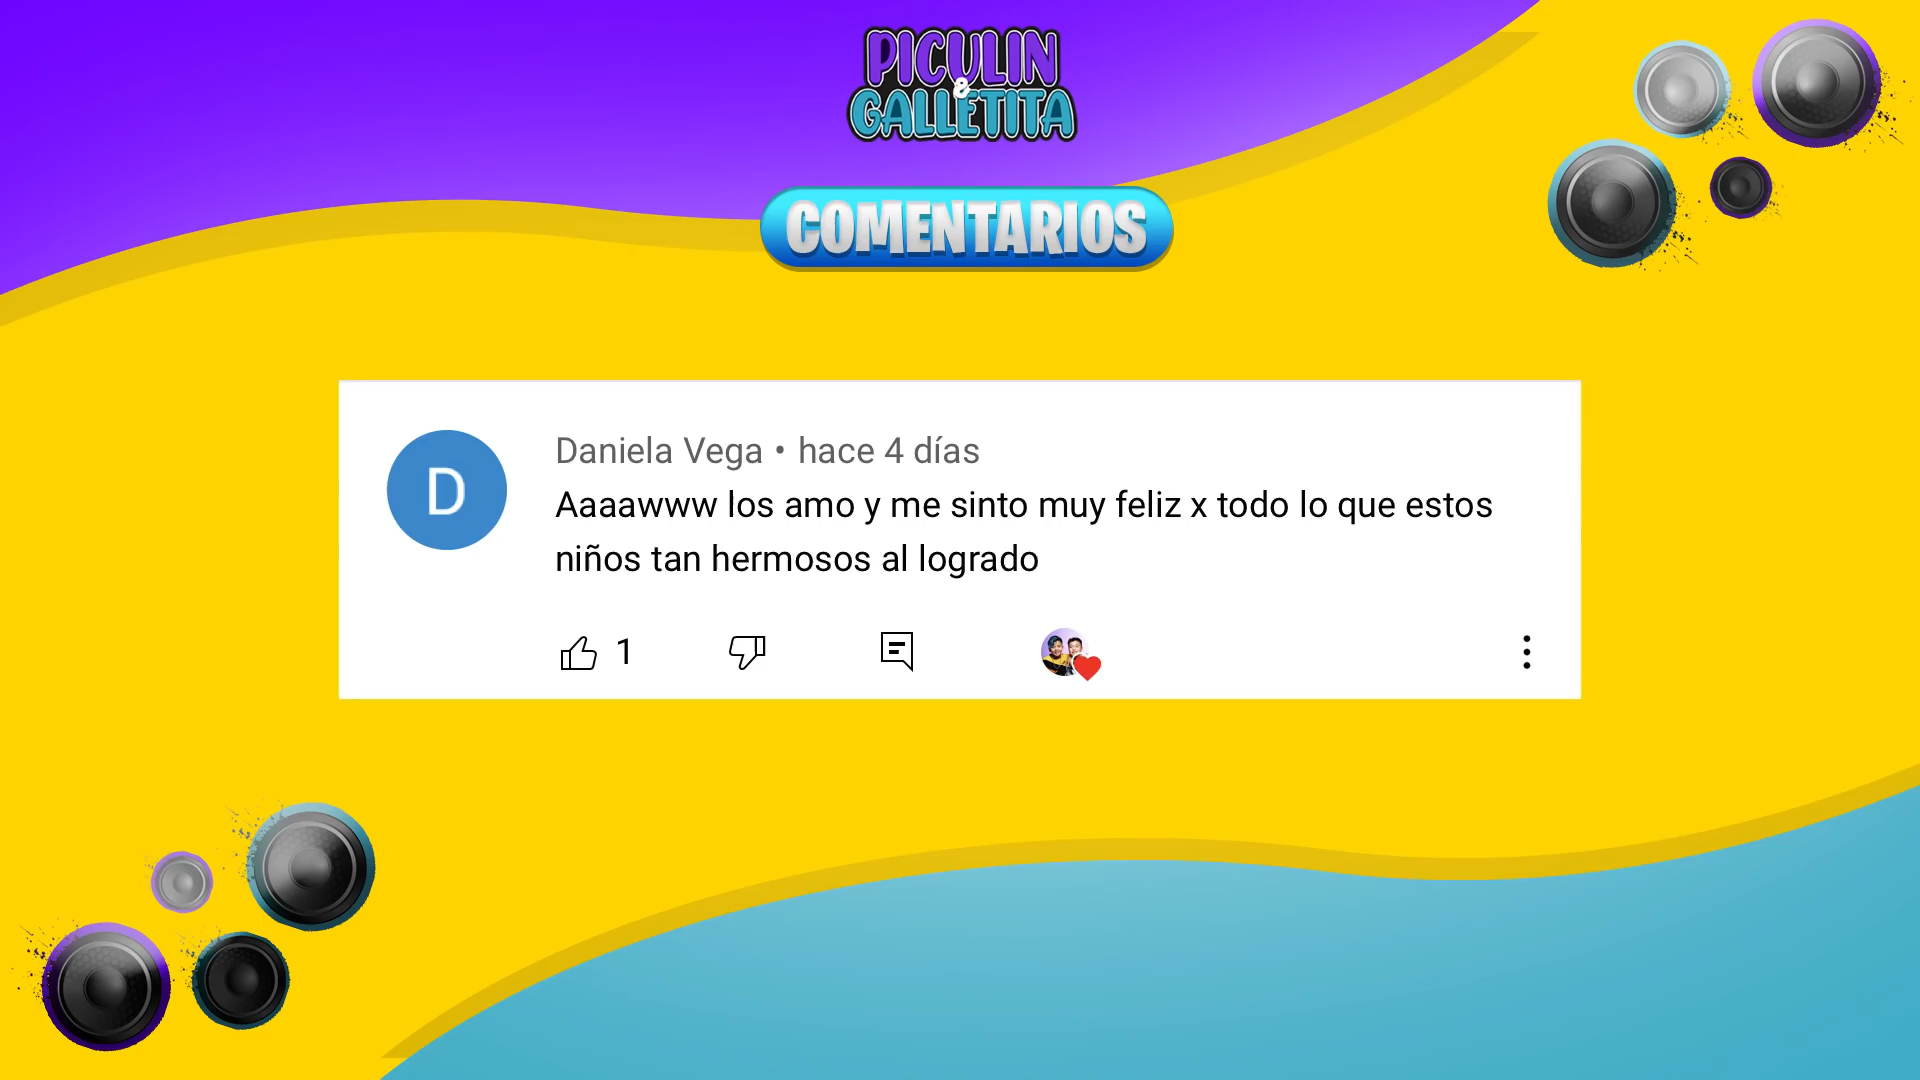 PICULIN
&
GALLETITA
COMENTARIOS
D
Daniela Vega • hace 4 días
Aaaawww los amo y me sinto muy feliz x todo lo que estos
niños tan hermosos al logrado
1